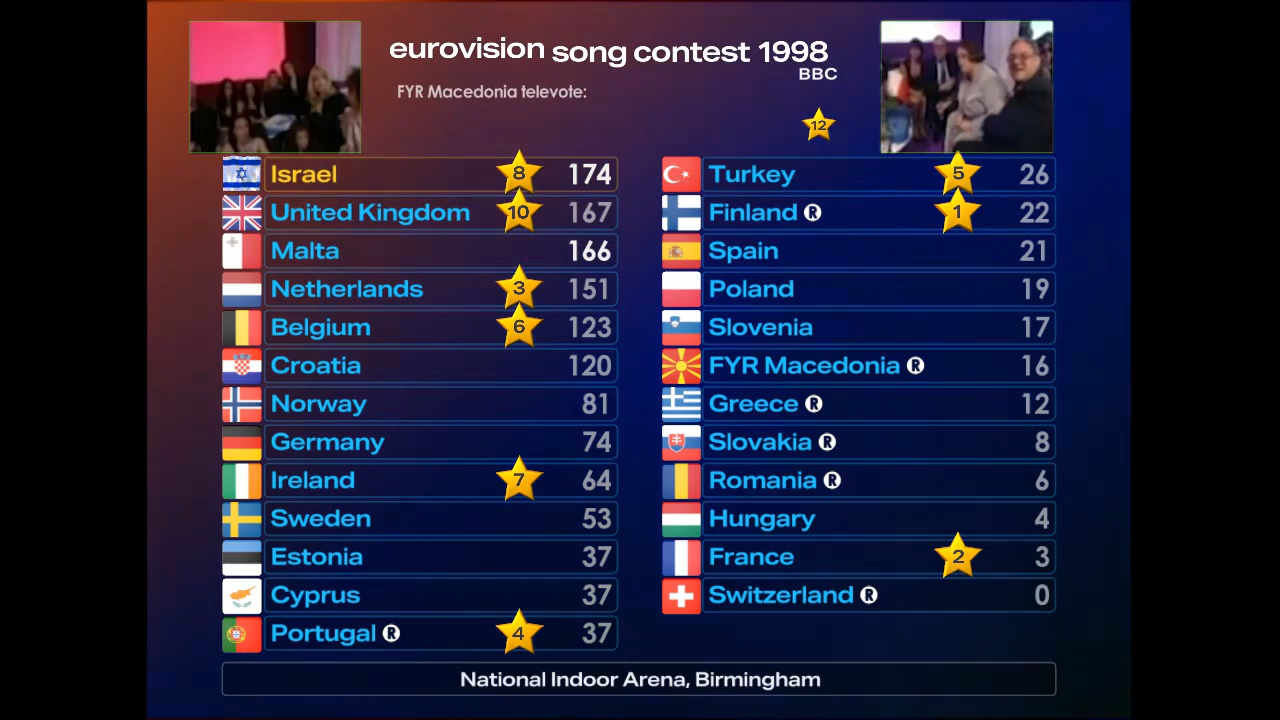 eurovision song contest 1998
BBC
FYR Macedonia televote:
12
Israel 8 174
United Kingdom 10 167
Malta 166
Netherlands 3 151
Belgium 6 123
Croatia 120
Norway 81
Germany 74
Ireland 7 64
Sweden 53
Estonia 37
Cyprus 37
Portugal R 4 37
Turkey 5 26
Finland R 1 22
Spain 21
Poland 19
Slovenia 17
FYR Macedonia R 16
Greece R 12
Slovakia R 8
Romania R 6
Hungary 4
France 2 3
Switzerland R 0
National Indoor Arena, Birmingham